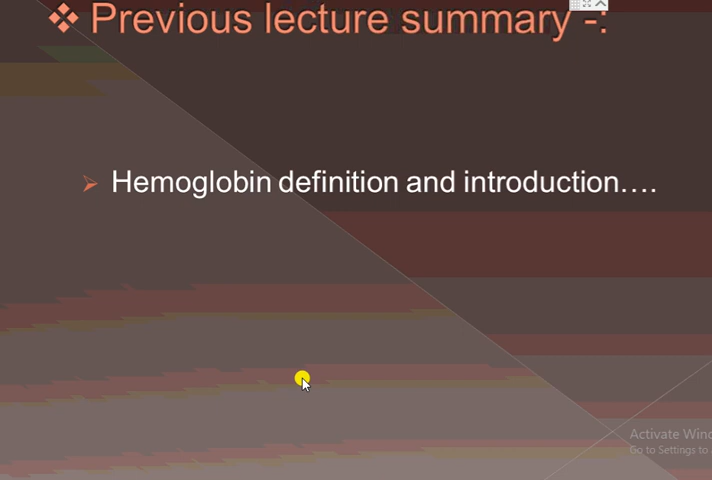 ❖ Previous lecture summary -:
➢ Hemoglobin definition and introduction….
Activate Wind
Go to Settings to